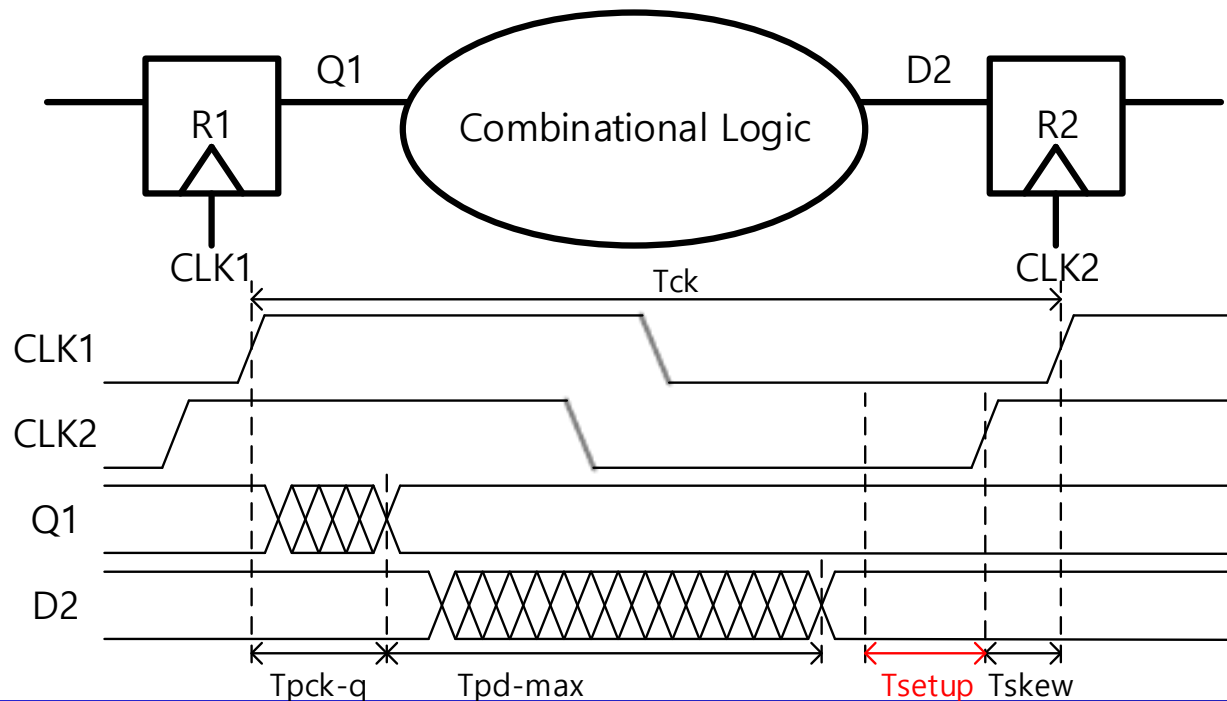 Q1
D2
R1
Combinational Logic
R2
CLK1
CLK2
Tck
CLK1
CLK2
Q1
D2
Tpck-q
Tpd-max
Tsetup
Tskew